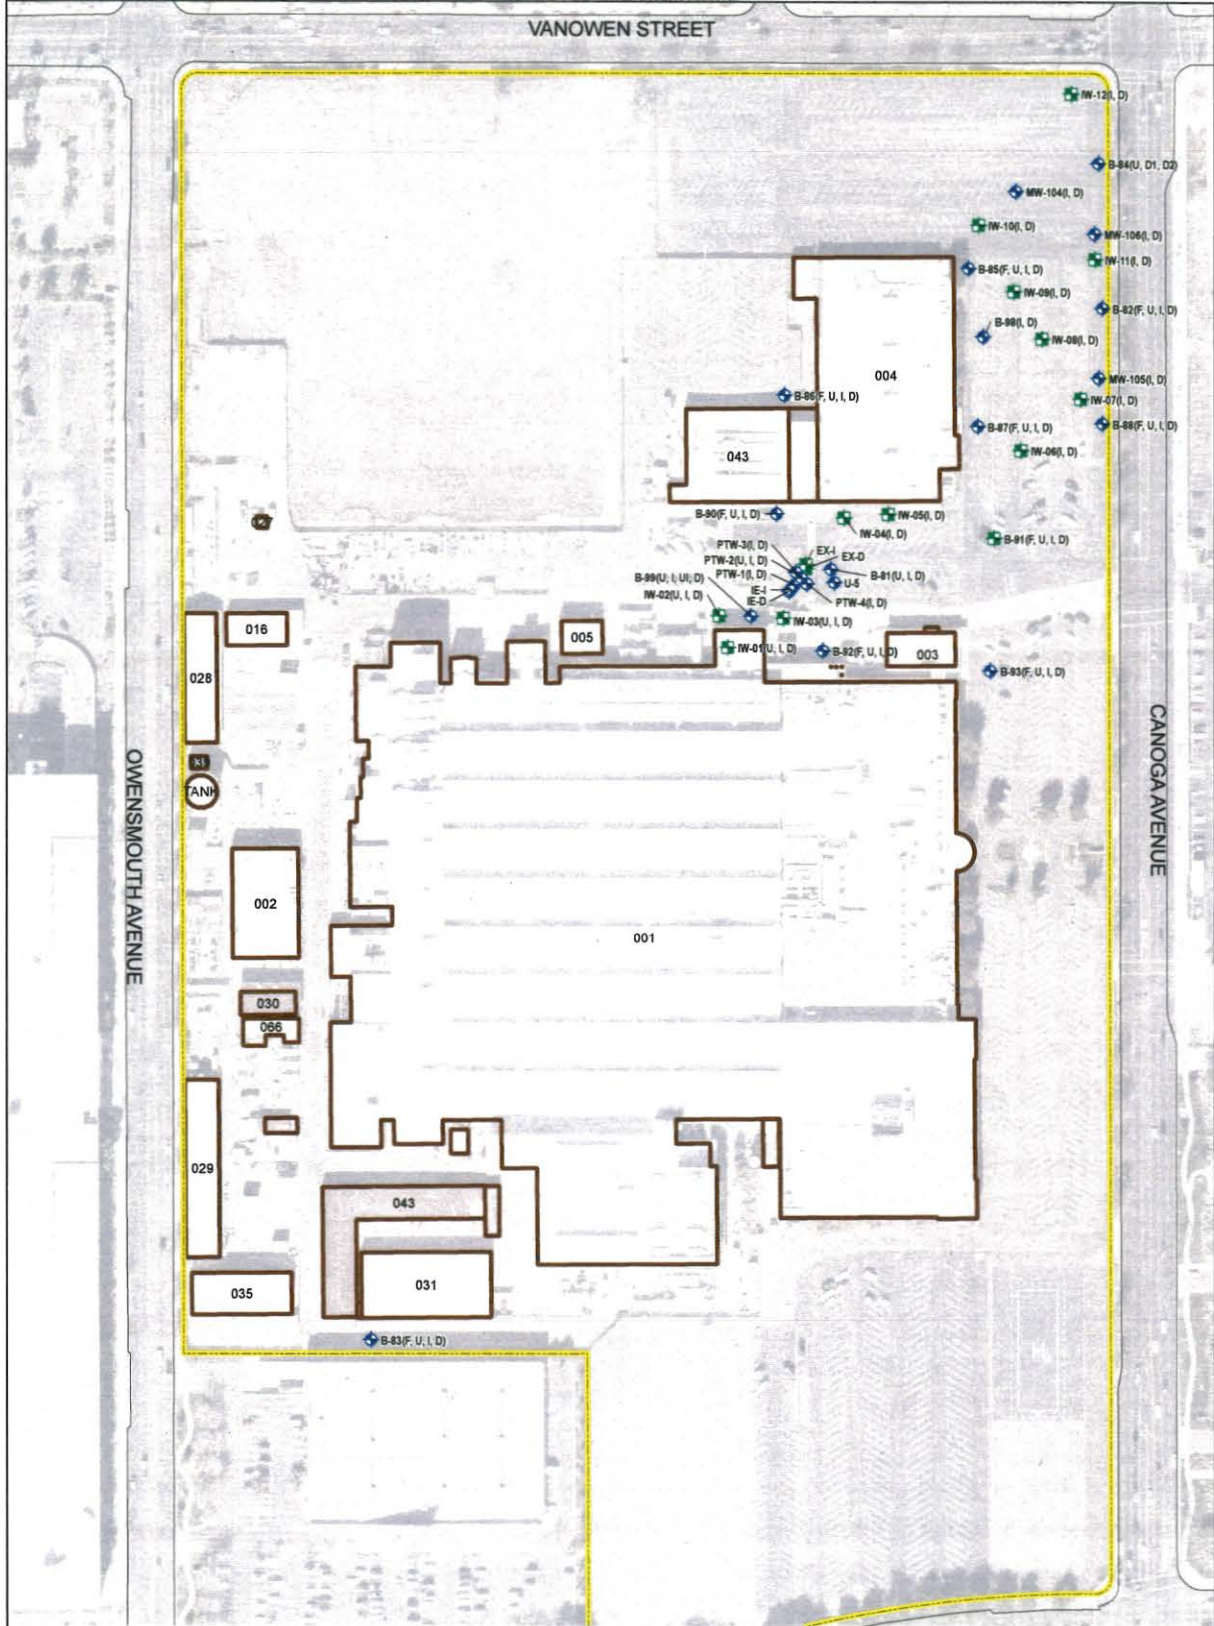 VANOWEN STREET
IW-12(I, D)
B-84(U, D1, D2)
MW-104(I, D)
IW-10(I, D)
MW-106(I, D)
IW-11(I, D)
B-85(F, U, I, D)
IW-09(I, D)
B-82(F, U, I, D)
B-98(I, D)
IW-08(I, D)
004
MW-105(I, D)
B-86(F, U, I, D)
IW-07(I, D)
B-87(F, U, I, D)
B-88(F, U, I, D)
043
IW-06(I, D)
B-90(F, U, I, D)
IW-05(I, D)
IW-04(I, D)
B-91(F, U, I, D)
PTW-3(I, D)
EX-I
PTW-2(U, I, D)
EX-D
PTW-1(I, D)
B-81(U, I, D)
B-99(U, I, UI, D)
U-5
IE-I
IW-02(U, I, D)
IE-D
PTW-4(I, D)
IW-03(U, I, D)
016
005
IW-01(U, I, D)
B-92(F, U, I, D)
003
B-93(F, U, I, D)
028
TANK
OWENSMOUTH AVENUE
CANOGA AVENUE
002
001
030
066
029
043
031
035
B-83(F, U, I, D)